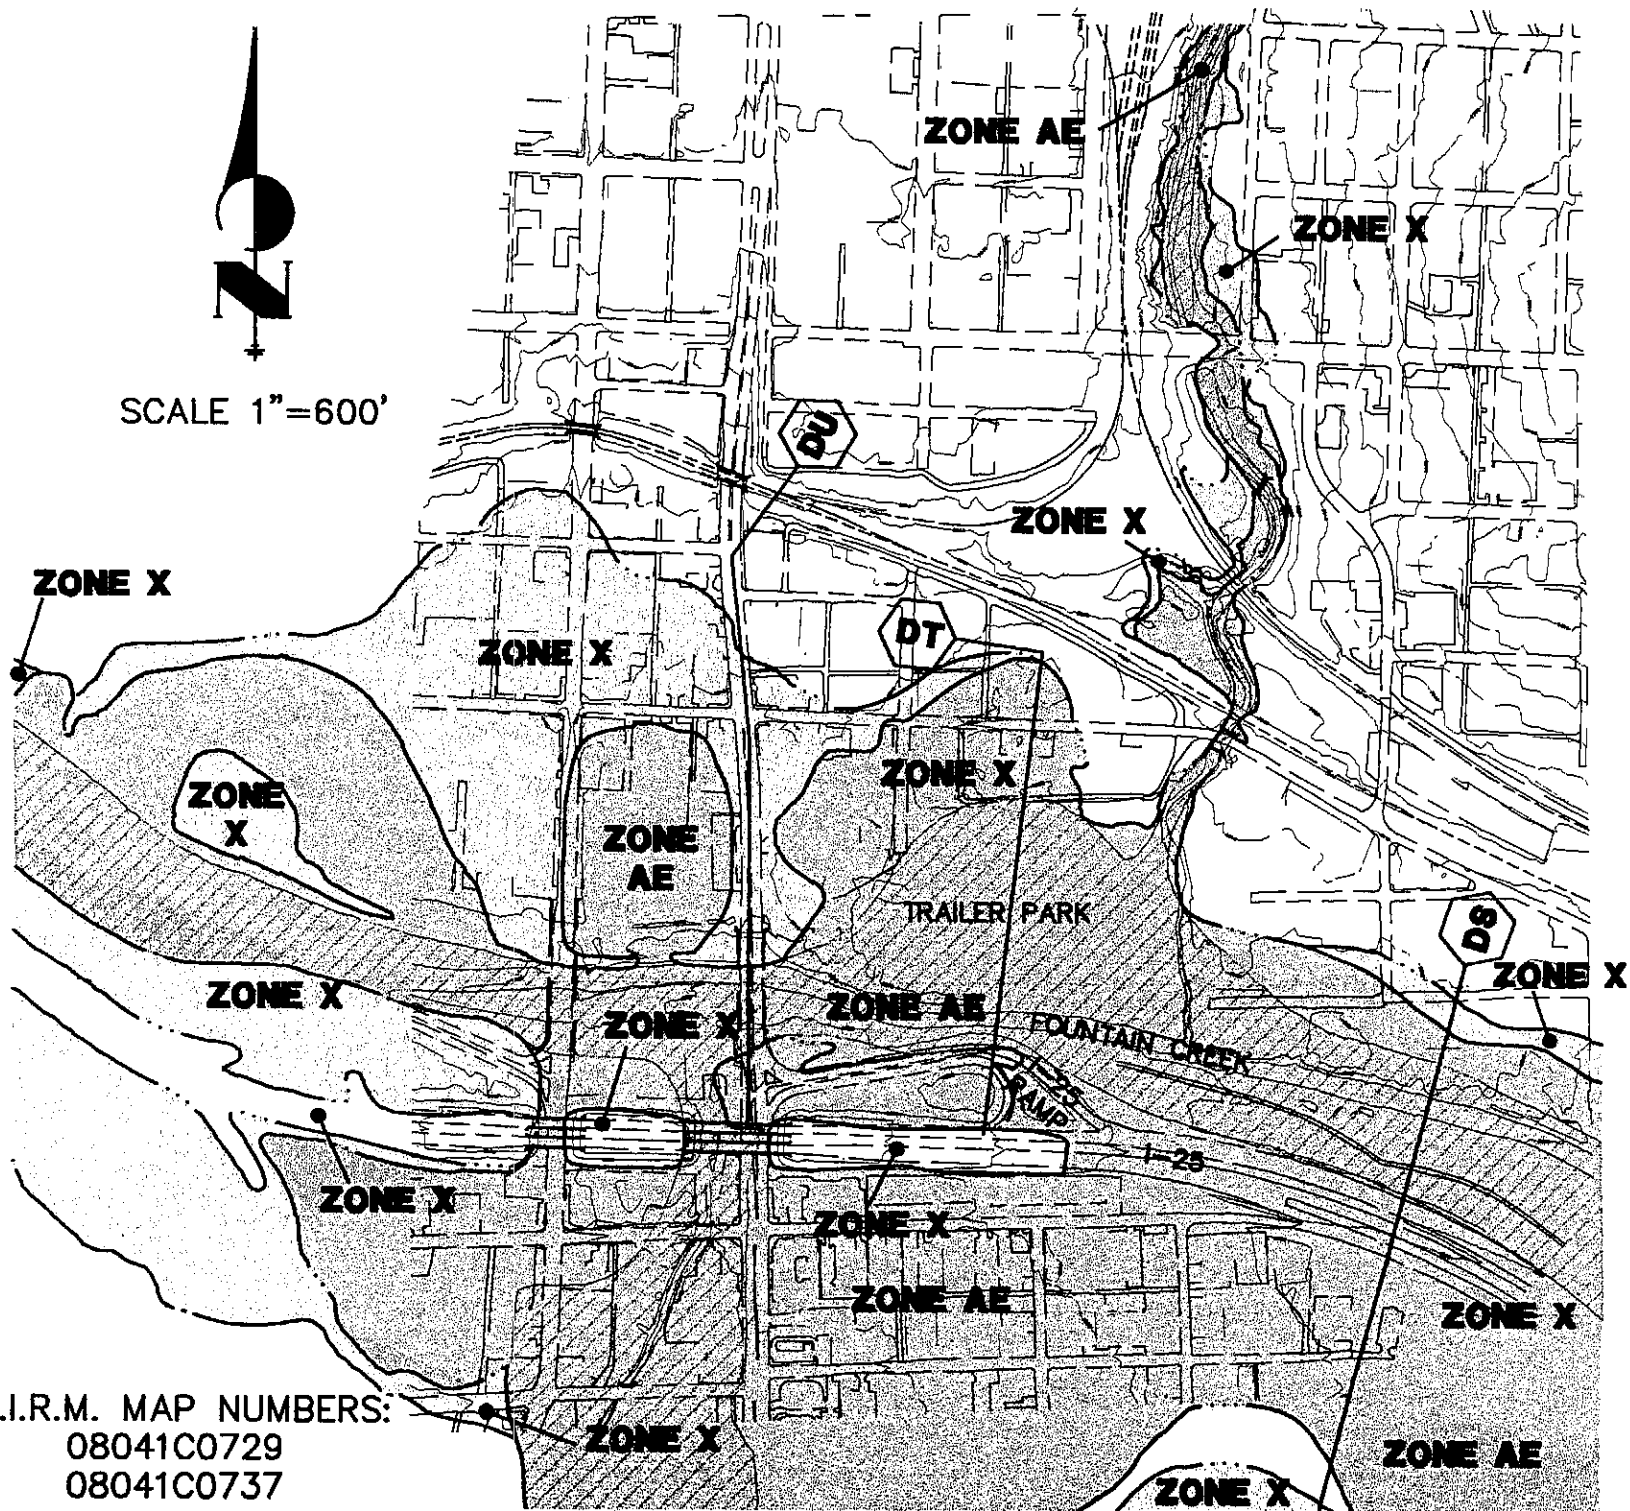 ZONE AE
ZONE X
N
SCALE 1"=600'
DU
ZONE X
ZONE X
DT
ZONE X
ZONE X
ZONE
X
ZONE
AE
TRAILER PARK
DS
ZONE X
ZONE X
ZONE AE
ZONE X
FOUNTAIN CREEK
I-25
RAMP
I-25
ZONE X
ZONE X
ZONE AE
ZONE X
.I.R.M. MAP NUMBERS:
08041C0729
08041C0737
ZONE X
ZONE AE
ZONE X